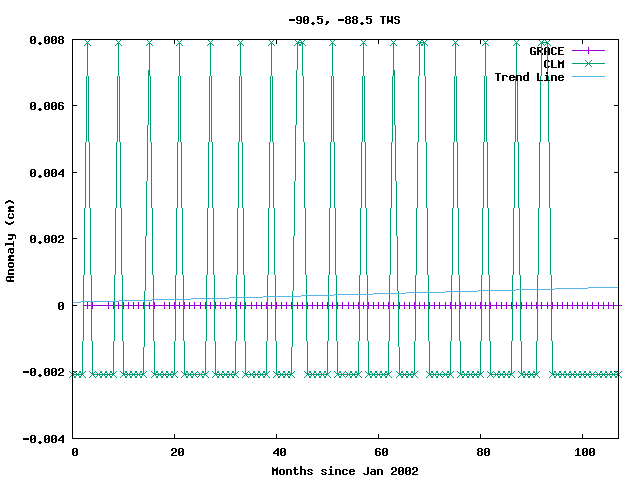 -90.5, -88.5 TWS
GRACE
CLM
Trend Line
0.008
0.006
0.004
0.002
0
-0.002
-0.004
Anomaly (cm)
0 20 40 60 80 100
Months since Jan 2002